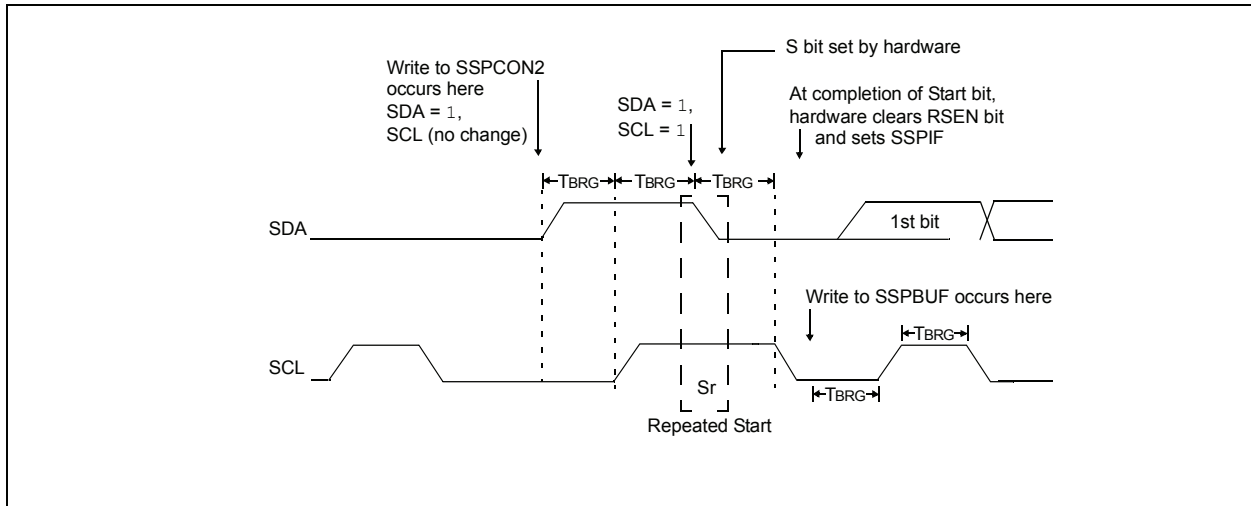 S bit set by hardware
Write to SSPCON2
occurs here
SDA = 1,
SCL (no change)
SDA = 1,
SCL = 1
At completion of Start bit,
hardware clears RSEN bit
and sets SSPIF
TBRG TBRG TBRG
SDA
1st bit
Write to SSPBUF occurs here
TBRG
SCL
Sr
TBRG
Repeated Start